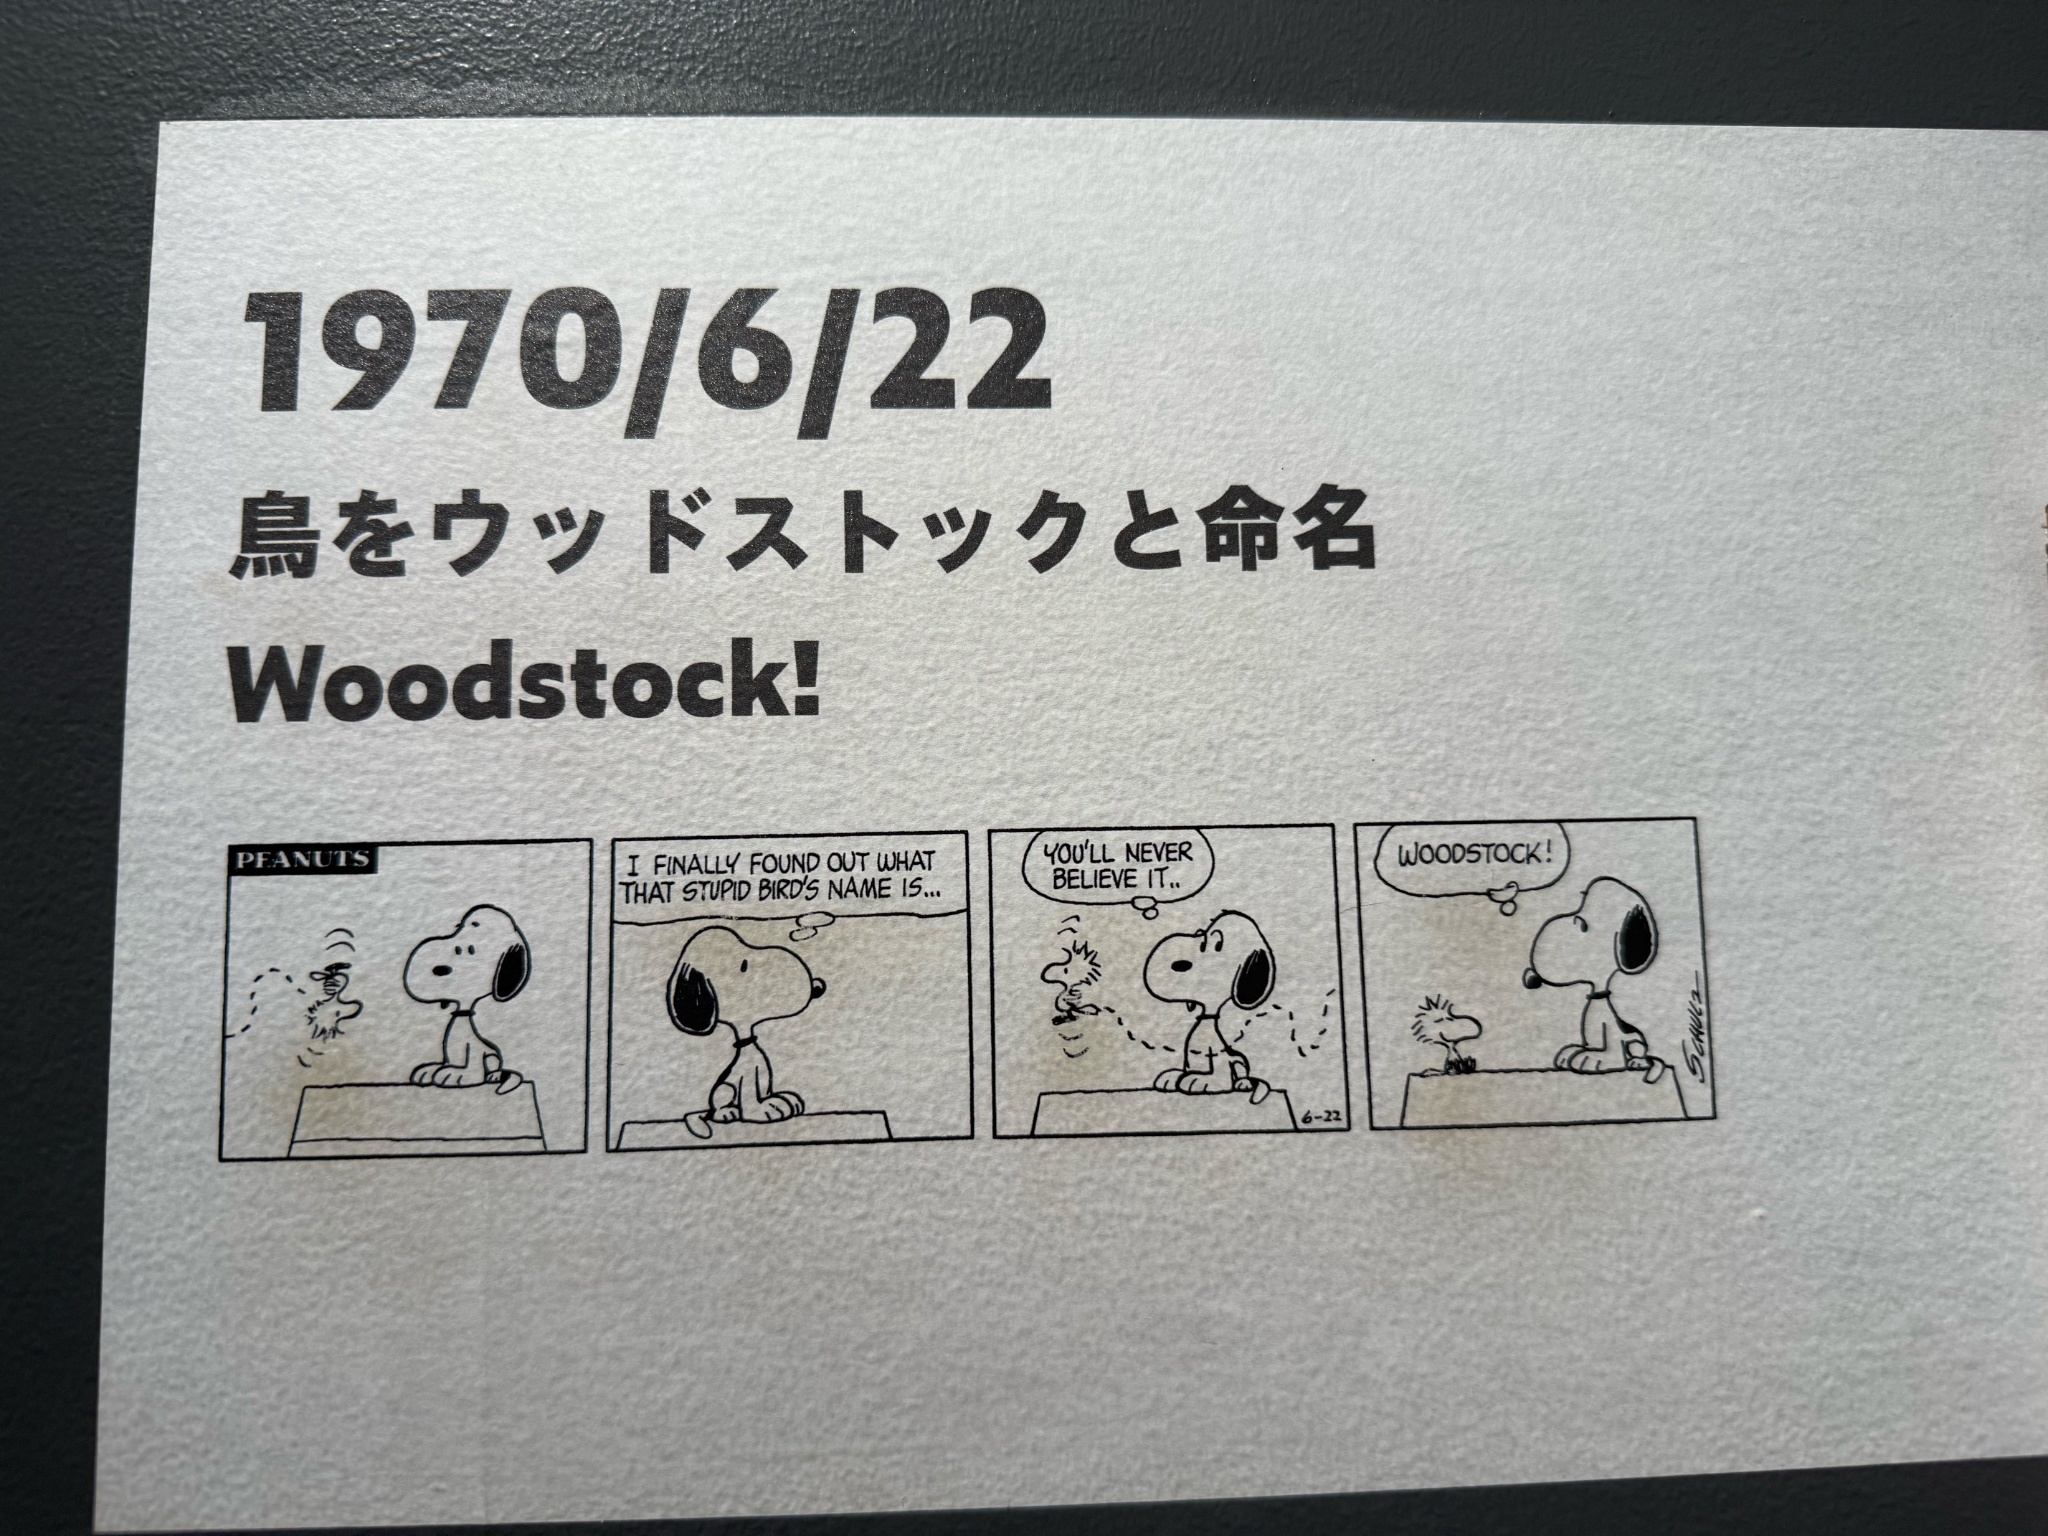 1970/6/22
鳥をウッドストックと命名
Woodstock!
PEANUTS
I FINALLY FOUND OUT WHAT
THAT STUPID BIRD'S NAME IS...
YOU'LL NEVER
BELIEVE IT..
6-22
WOODSTOCK!
SCHULZ